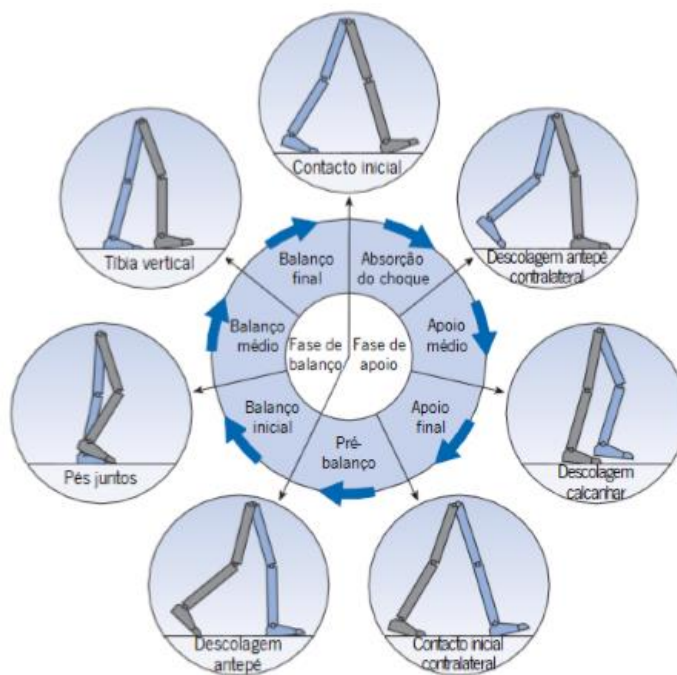 Contacto inicial
Tíbia vertical
Descolagem antepé
contralateral
Balanço
final
Absorção
do choque
Balanço
médio
Fase de
balanço
Fase de
apoio
Apoio
médio
Balanço
inicial
Pré-
balanço
Apoio
final
Pés juntos
Descolagem
calcanhar
Descolagem
antepé
Contacto inicial
contralateral